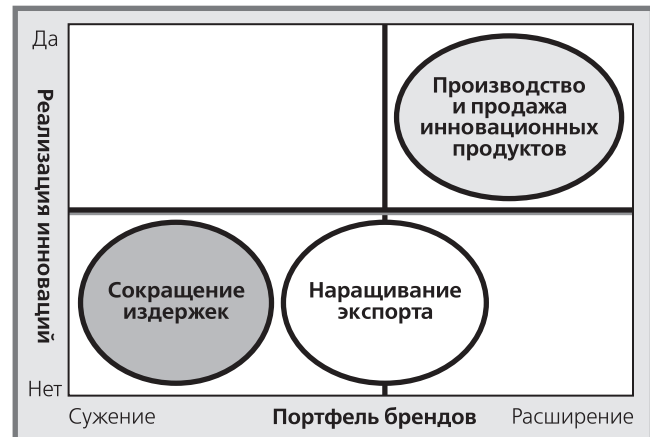 Да
Реализация инноваций
Производство
и продажа
инновационных
продуктов
Сокращение
издержек
Наращивание
экспорта
Нет
Сужение
Портфель брендов
Расширение